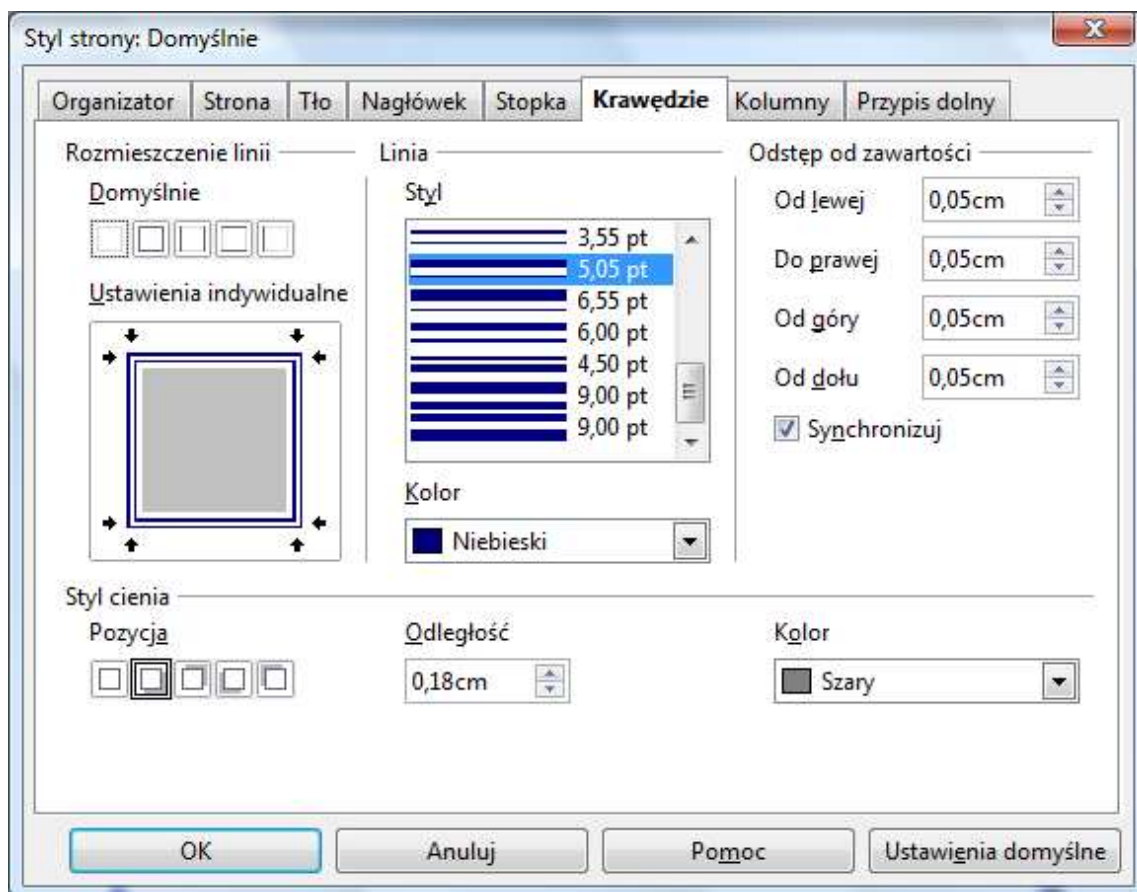 Styl strony: Domyślnie
Organizator Strona Tło Nagłówek Stopka Krawędzie Kolumny Przypis dolny
Rozmieszczenie linii
Domyślnie
Ustawienia indywidualne
Linia
Styl
3,55 pt
5,05 pt
6,55 pt
6,00 pt
4,50 pt
9,00 pt
9,00 pt
Kolor
Niebieski
Odstęp od zawartości
Od lewej 0,05cm
Do prawej 0,05cm
Od góry 0,05cm
Od dołu 0,05cm
Synchronizuj
Styl cienia
Pozycja
Odległość
0,18cm
Kolor
Szary
OK Anuluj Pomoc Ustawienia domyślne